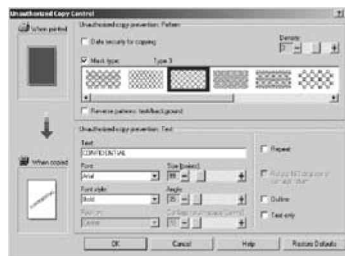 Unauthorized Copy Control
When printed
Unauthorized copy prevention: Pattern
Data security for copying
Density
Mask type: Type 3
Reverse patterns: text/background
When copied
Unauthorized copy prevention: Text
Text
CONFIDENTIAL
Font
Arial
Size
Font style
Bold
Angle
35
Repeat
Outline
Text only
OK
Cancel
Help
Restore Defaults